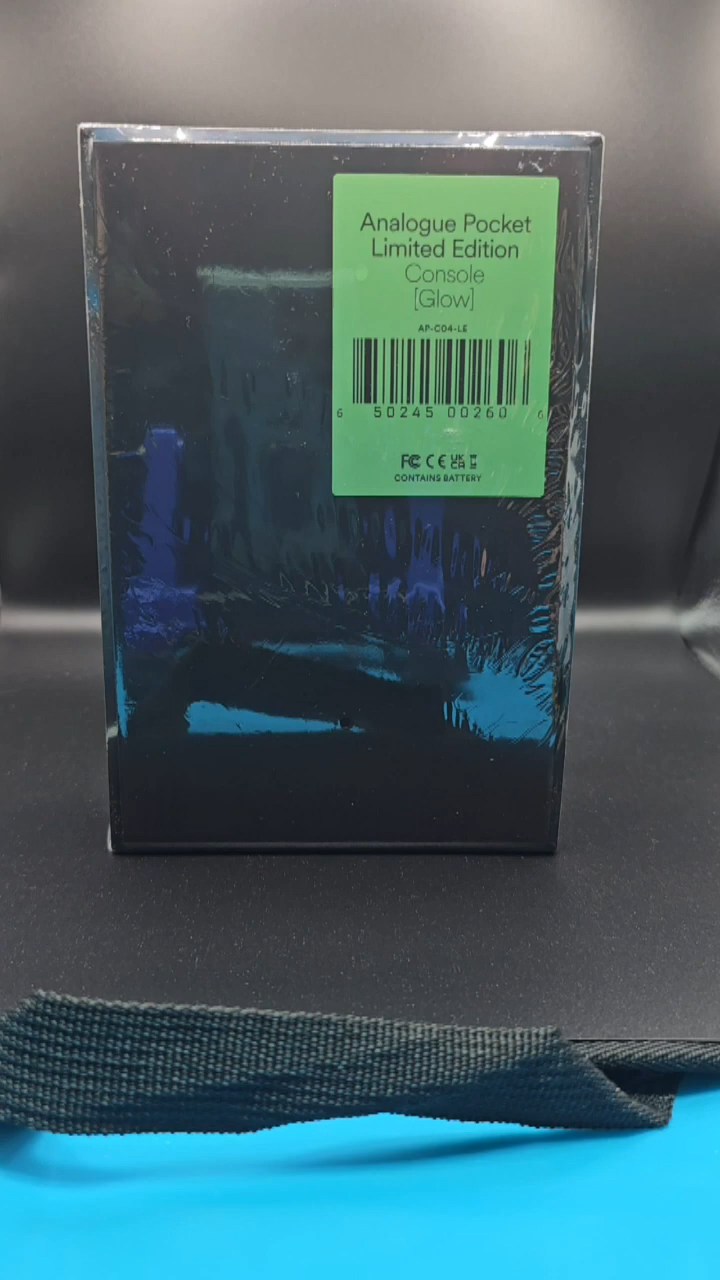 Analogue Pocket
Limited Edition
Console
[Glow]
AP-C04-LE
6 50245 00260 6
FC CE UK CA
CONTAINS BATTERY